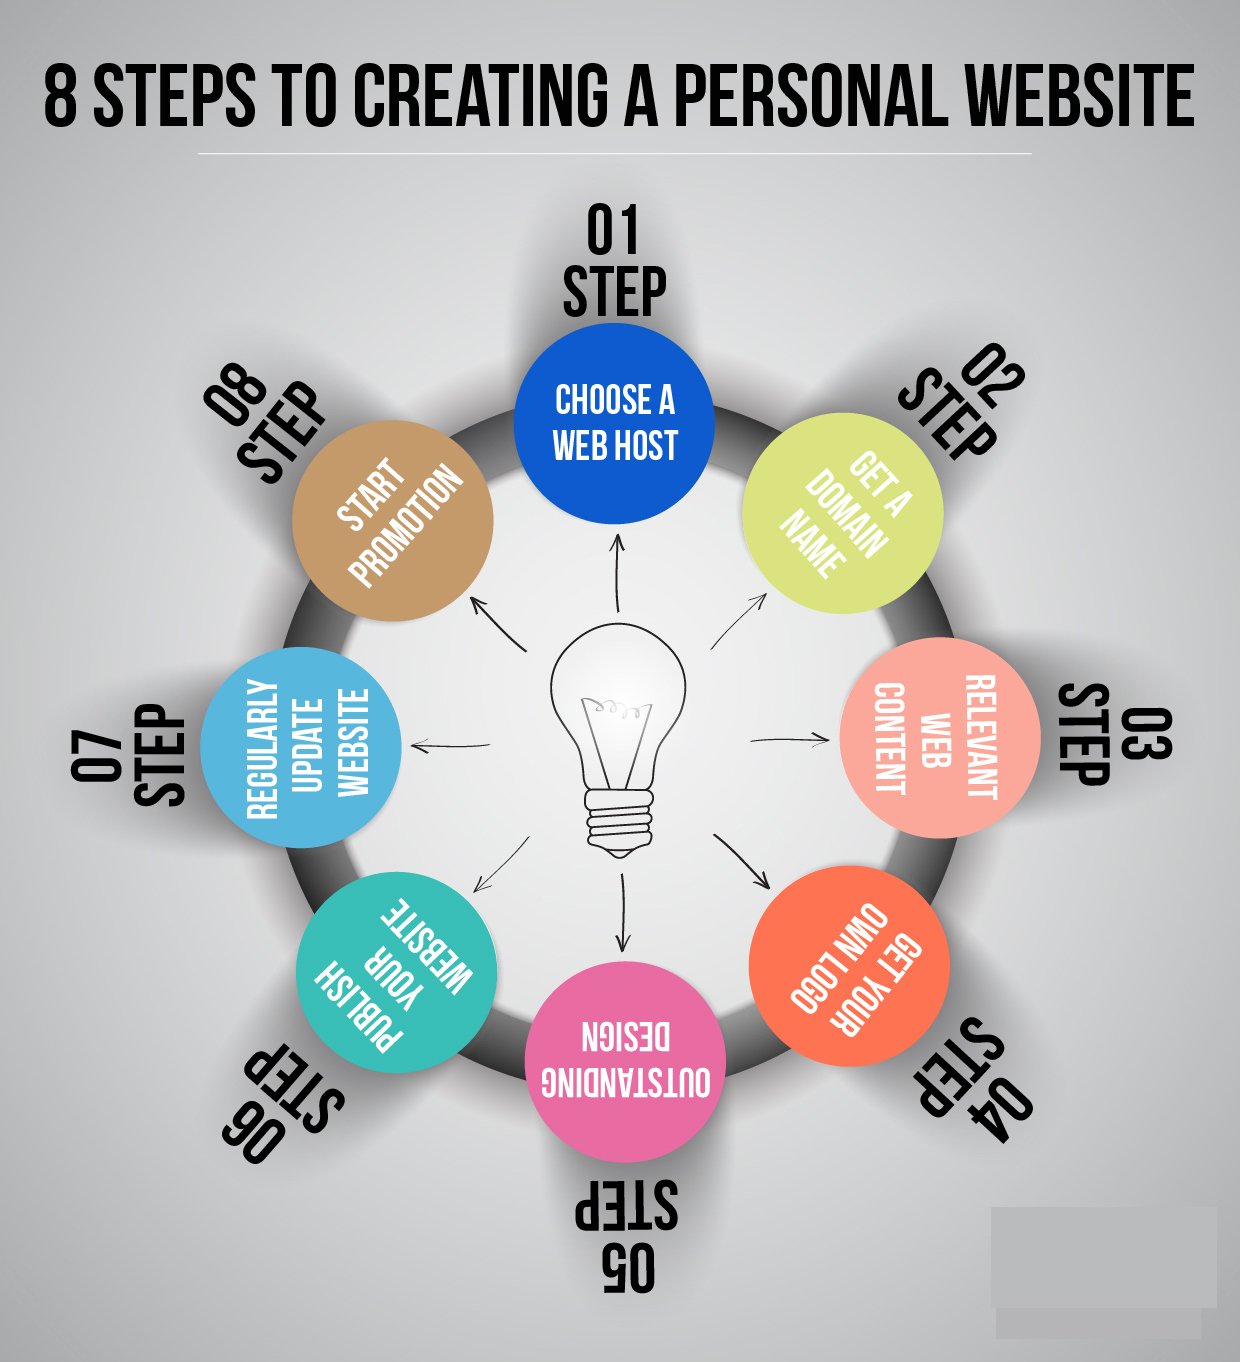 8 STEPS TO CREATING A PERSONAL WEBSITE
01
STEP
CHOOSE A
WEB HOST
02
STEP
GET A
DOMAIN
NAME
03
STEP
RELEVANT
WEB
CONTENT
04
STEP
GET YOUR
OWN LOGO
05
STEP
OUTSTANDING
DESIGN
06
STEP
PUBLISH
YOUR
WEBSITE
07
STEP
REGULARLY
UPDATE
WEBSITE
08
STEP
START
PROMOTION